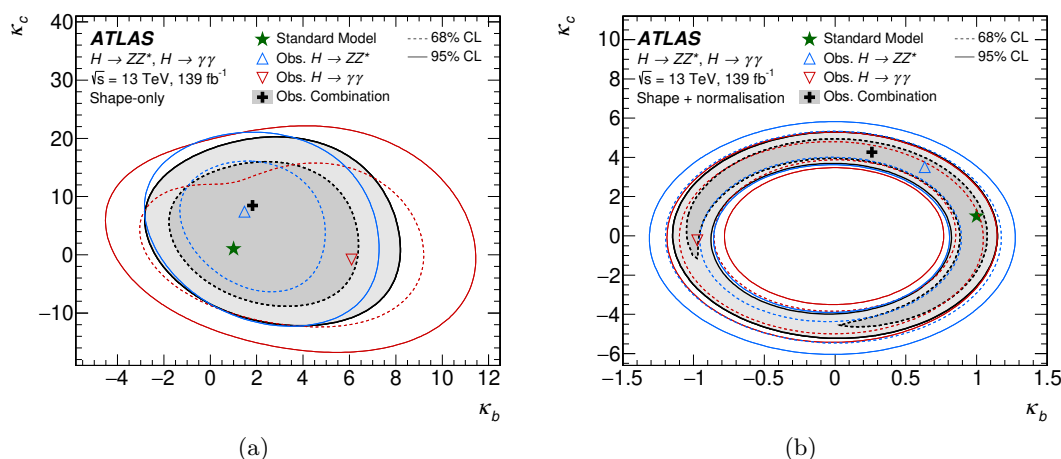 κ_c
40
30
20
10
0
−10
ATLAS
H → ZZ*, H → γγ
√s = 13 TeV, 139 fb⁻¹
Shape-only
Standard Model
Obs. H → ZZ*
Obs. H → γγ
Obs. Combination
68% CL
95% CL
−4 −2 0 2 4 6 8 10 12
κ_b
(a)
κ_c
10
8
6
4
2
0
−2
−4
−6
ATLAS
H → ZZ*, H → γγ
√s = 13 TeV, 139 fb⁻¹
Shape + normalisation
Standard Model
Obs. H → ZZ*
Obs. H → γγ
Obs. Combination
68% CL
95% CL
−1.5 −1 −0.5 0 0.5 1 1.5
κ_b
(b)